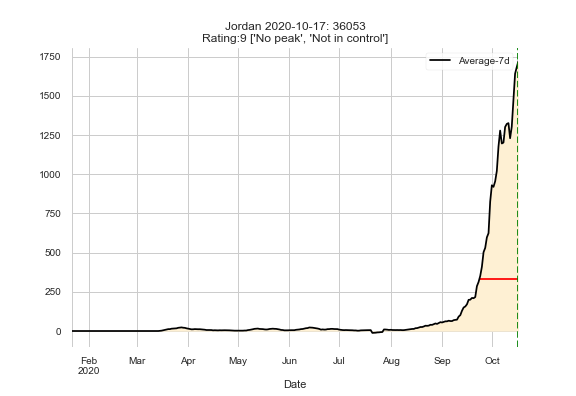 Jordan 2020-10-17: 36053
Rating:9 ['No peak', 'Not in control']
Average-7d
1750
1500
1250
1000
750
500
250
0
Feb Mar Apr May Jun Jul Aug Sep Oct
2020
Date